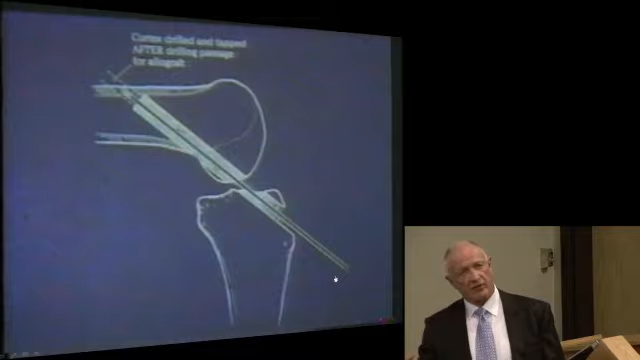 Cortex drilled and tapped
AFTER drilling passage
for allograft